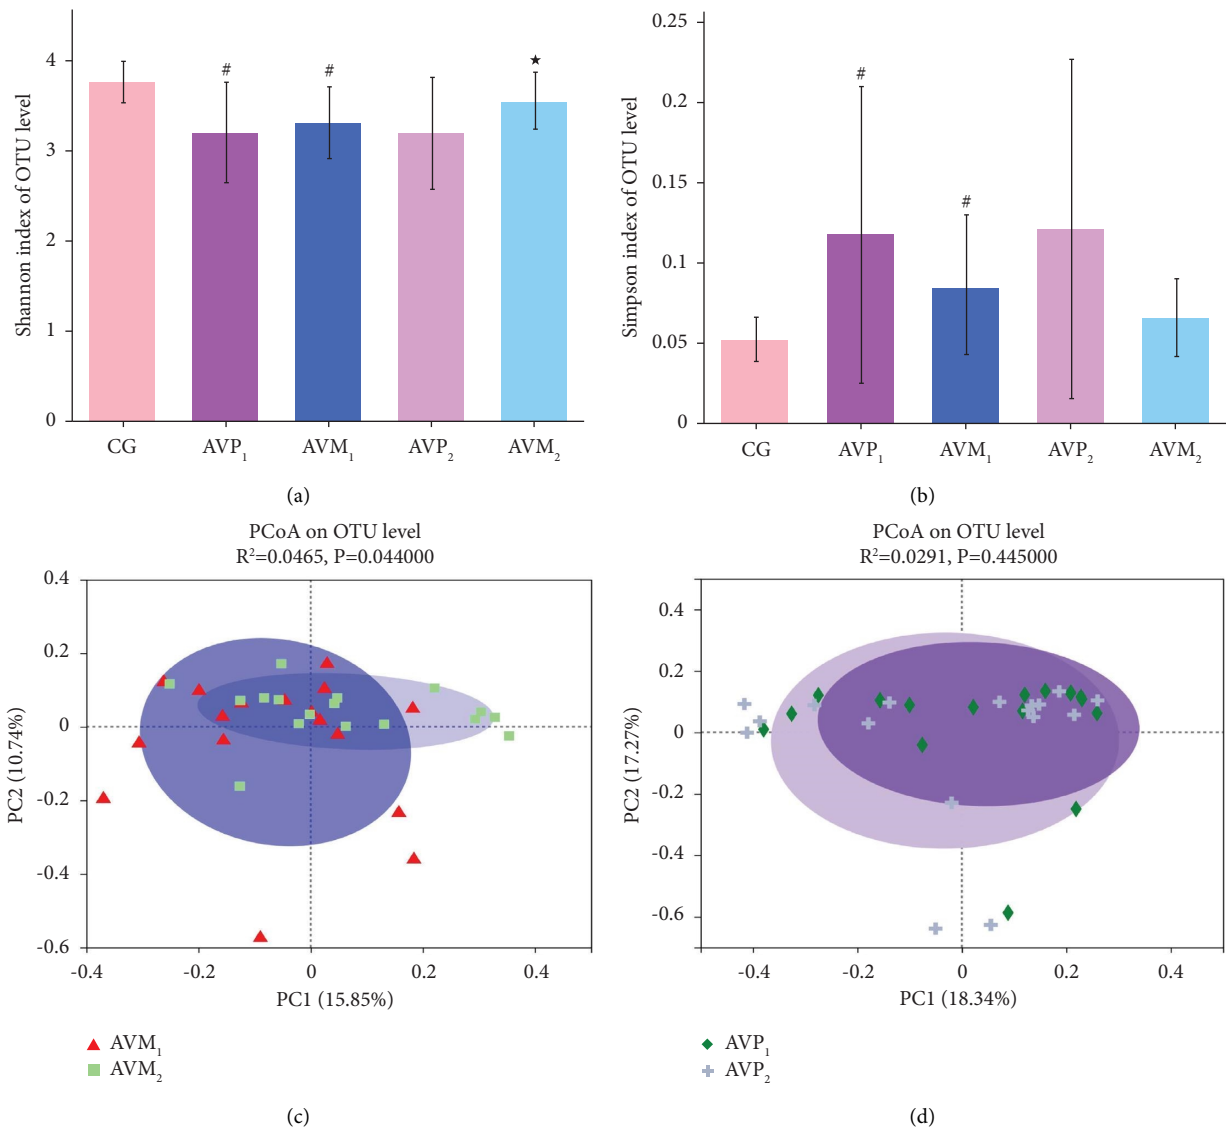 Shannon index of OTU level
4
3
2
1
0
# # ★
CG AVP₁ AVM₁ AVP₂ AVM₂
(a)
Simpson index of OTU level
0.25
0.2
0.15
0.1
0.05
0
# #
CG AVP₁ AVM₁ AVP₂ AVM₂
(b)
PCoA on OTU level
R²=0.0465, P=0.044000
PC2 (10.74%)
0.4
0.2
0
-0.2
-0.4
-0.6
-0.4 -0.2 0 0.2 0.4
PC1 (15.85%)
AVM₁
AVM₂
(c)
PCoA on OTU level
R²=0.0291, P=0.445000
PC2 (17.27%)
0.4
0.2
0
-0.2
-0.4
-0.6
-0.4 -0.2 0 0.2 0.4
PC1 (18.34%)
AVP₁
AVP₂
(d)